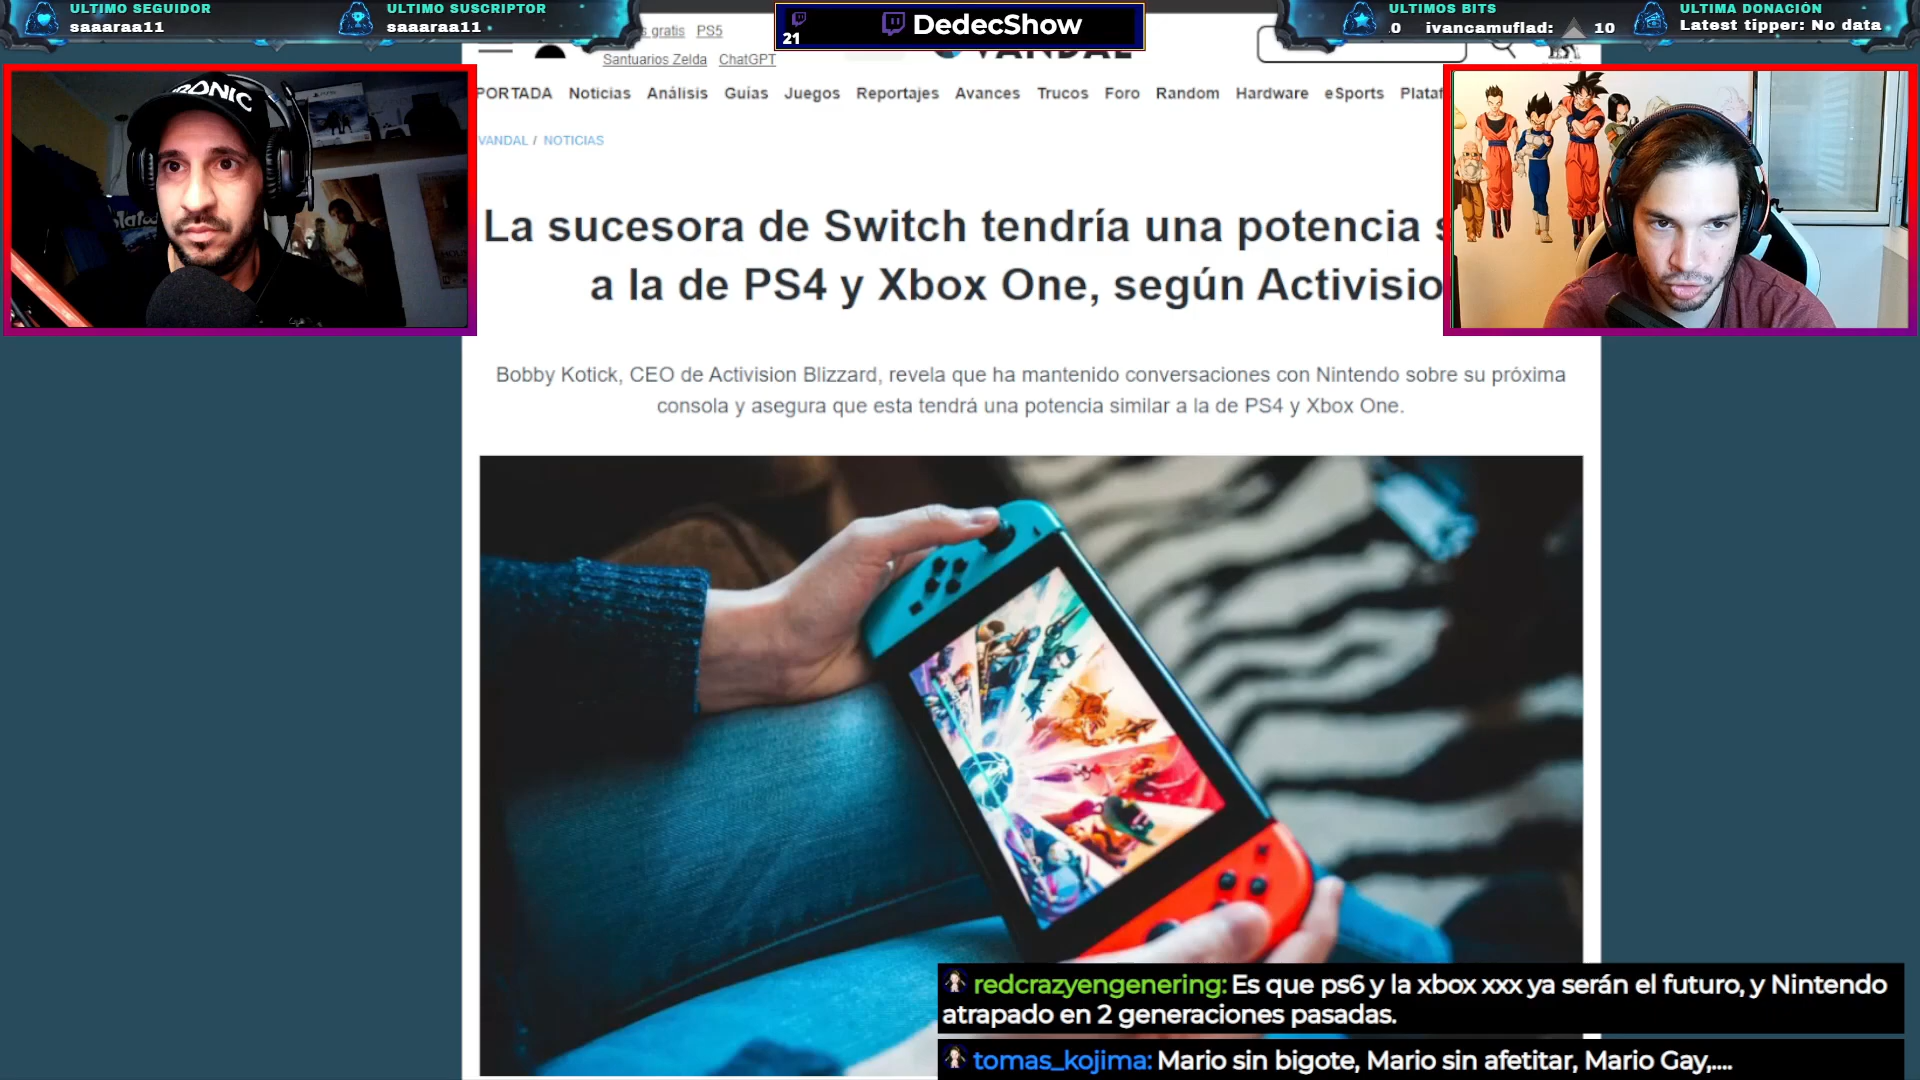 ULTIMO SEGUIDOR
saaaraa11
ULTIMO SUSCRIPTOR
saaaraa11
21
DedecShow
ULTIMOS BITS
0 ivancamuflad: 10
ULTIMA DONACIÓN
Latest tipper: No data
gratis PS5
Santuarios Zelda ChatGPT
VANDAL
PORTADA Noticias Análisis Guías Juegos Reportajes Avances Trucos Foro Random Hardware eSports Plataf
VANDAL / NOTICIAS
La sucesora de Switch tendría una potencia s
a la de PS4 y Xbox One, según Activisio
Bobby Kotick, CEO de Activision Blizzard, revela que ha mantenido conversaciones con Nintendo sobre su próxima
consola y asegura que esta tendrá una potencia similar a la de PS4 y Xbox One.
redcrazyengenering: Es que ps6 y la xbox xxx ya serán el futuro, y Nintendo
atrapado en 2 generaciones pasadas.
tomas_kojima: Mario sin bigote, Mario sin afetitar, Mario Gay,....